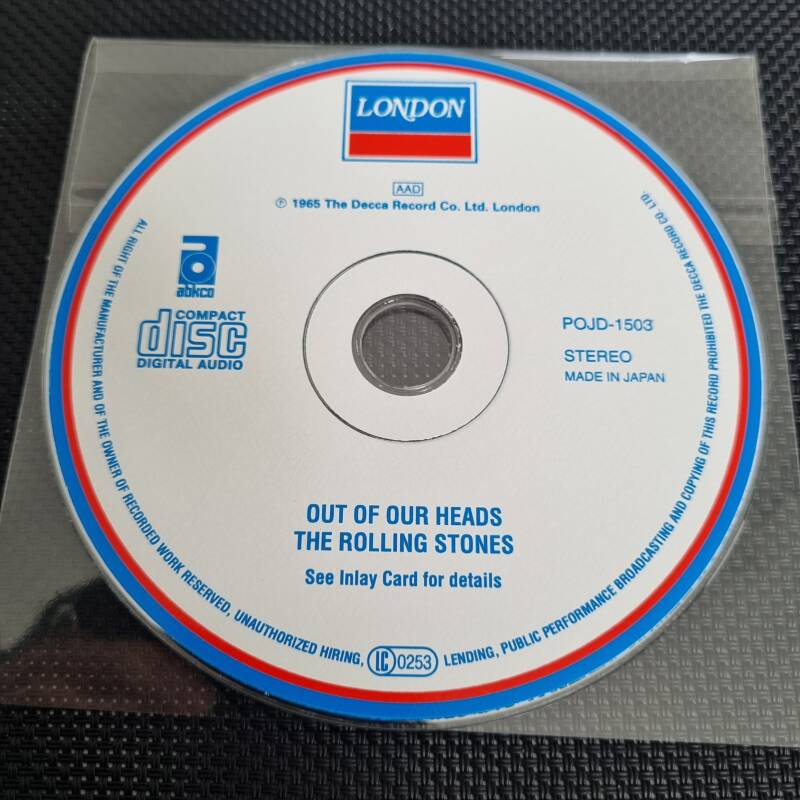 LONDON
AAD
℗ 1965 The Decca Record Co. Ltd. London
abkco
COMPACT
disc
DIGITAL AUDIO
POJD-1503
STEREO
MADE IN JAPAN
OUT OF OUR HEADS
THE ROLLING STONES
See Inlay Card for details
ALL RIGHT OF THE MANUFACTURER AND OF THE OWNER OF RECORDED WORK RESERVED, UNAUTHORIZED HIRING, LC 0253 LENDING, PUBLIC PERFORMANCE BROADCASTING AND COPYING OF THIS RECORD PROHIBITED THE DECCA RECORD CO. LTD.